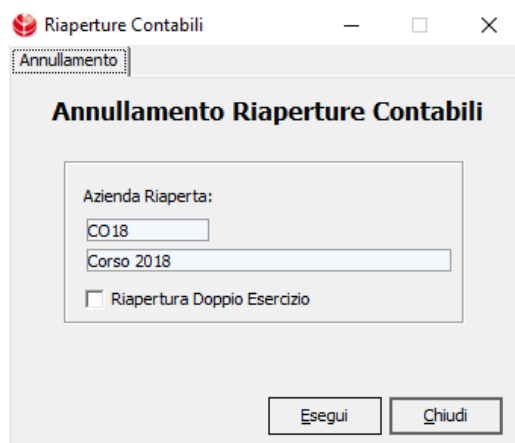 Riaperture Contabili
Annullamento
Annullamento Riaperture Contabili
Azienda Riaperta:
CO18
Corso 2018
Riapertura Doppio Esercizio
Esegui Chiudi